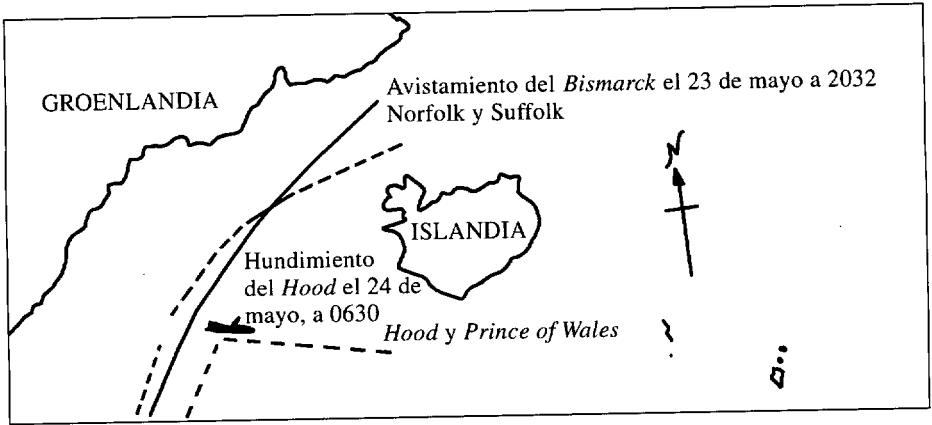 GROENLANDIA
Avistamiento del Bismarck el 23 de mayo a 2032
Norfolk y Suffolk
N
ISLANDIA
Hundimiento
del Hood el 24 de
mayo, a 0630
Hood y Prince of Wales